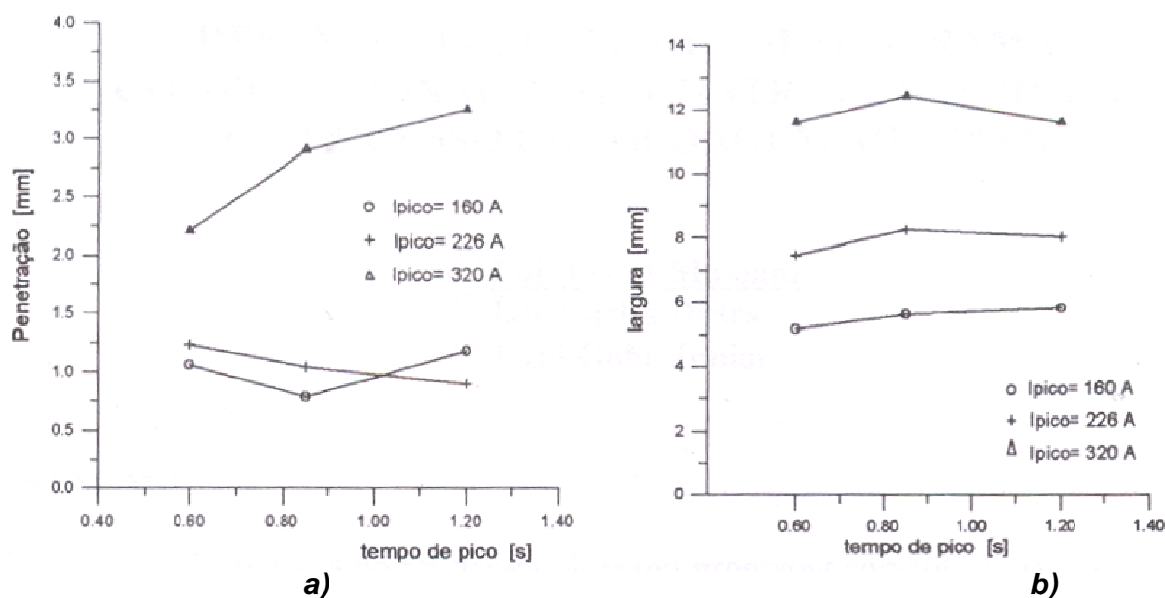 4.0
3.5
3.0
2.5
2.0
1.5
1.0
0.5
0.0
Penetração [mm]
Ipico= 160 A
Ipico= 226 A
Ipico= 320 A
0.40 0.60 0.80 1.00 1.20 1.40
tempo de pico [s]
a)
14
12
10
8
6
4
2
0
largura [mm]
Ipico= 160 A
Ipico= 226 A
Ipico= 320 A
0.60 0.80 1.00 1.20 1.40
tempo de pico [s]
b)